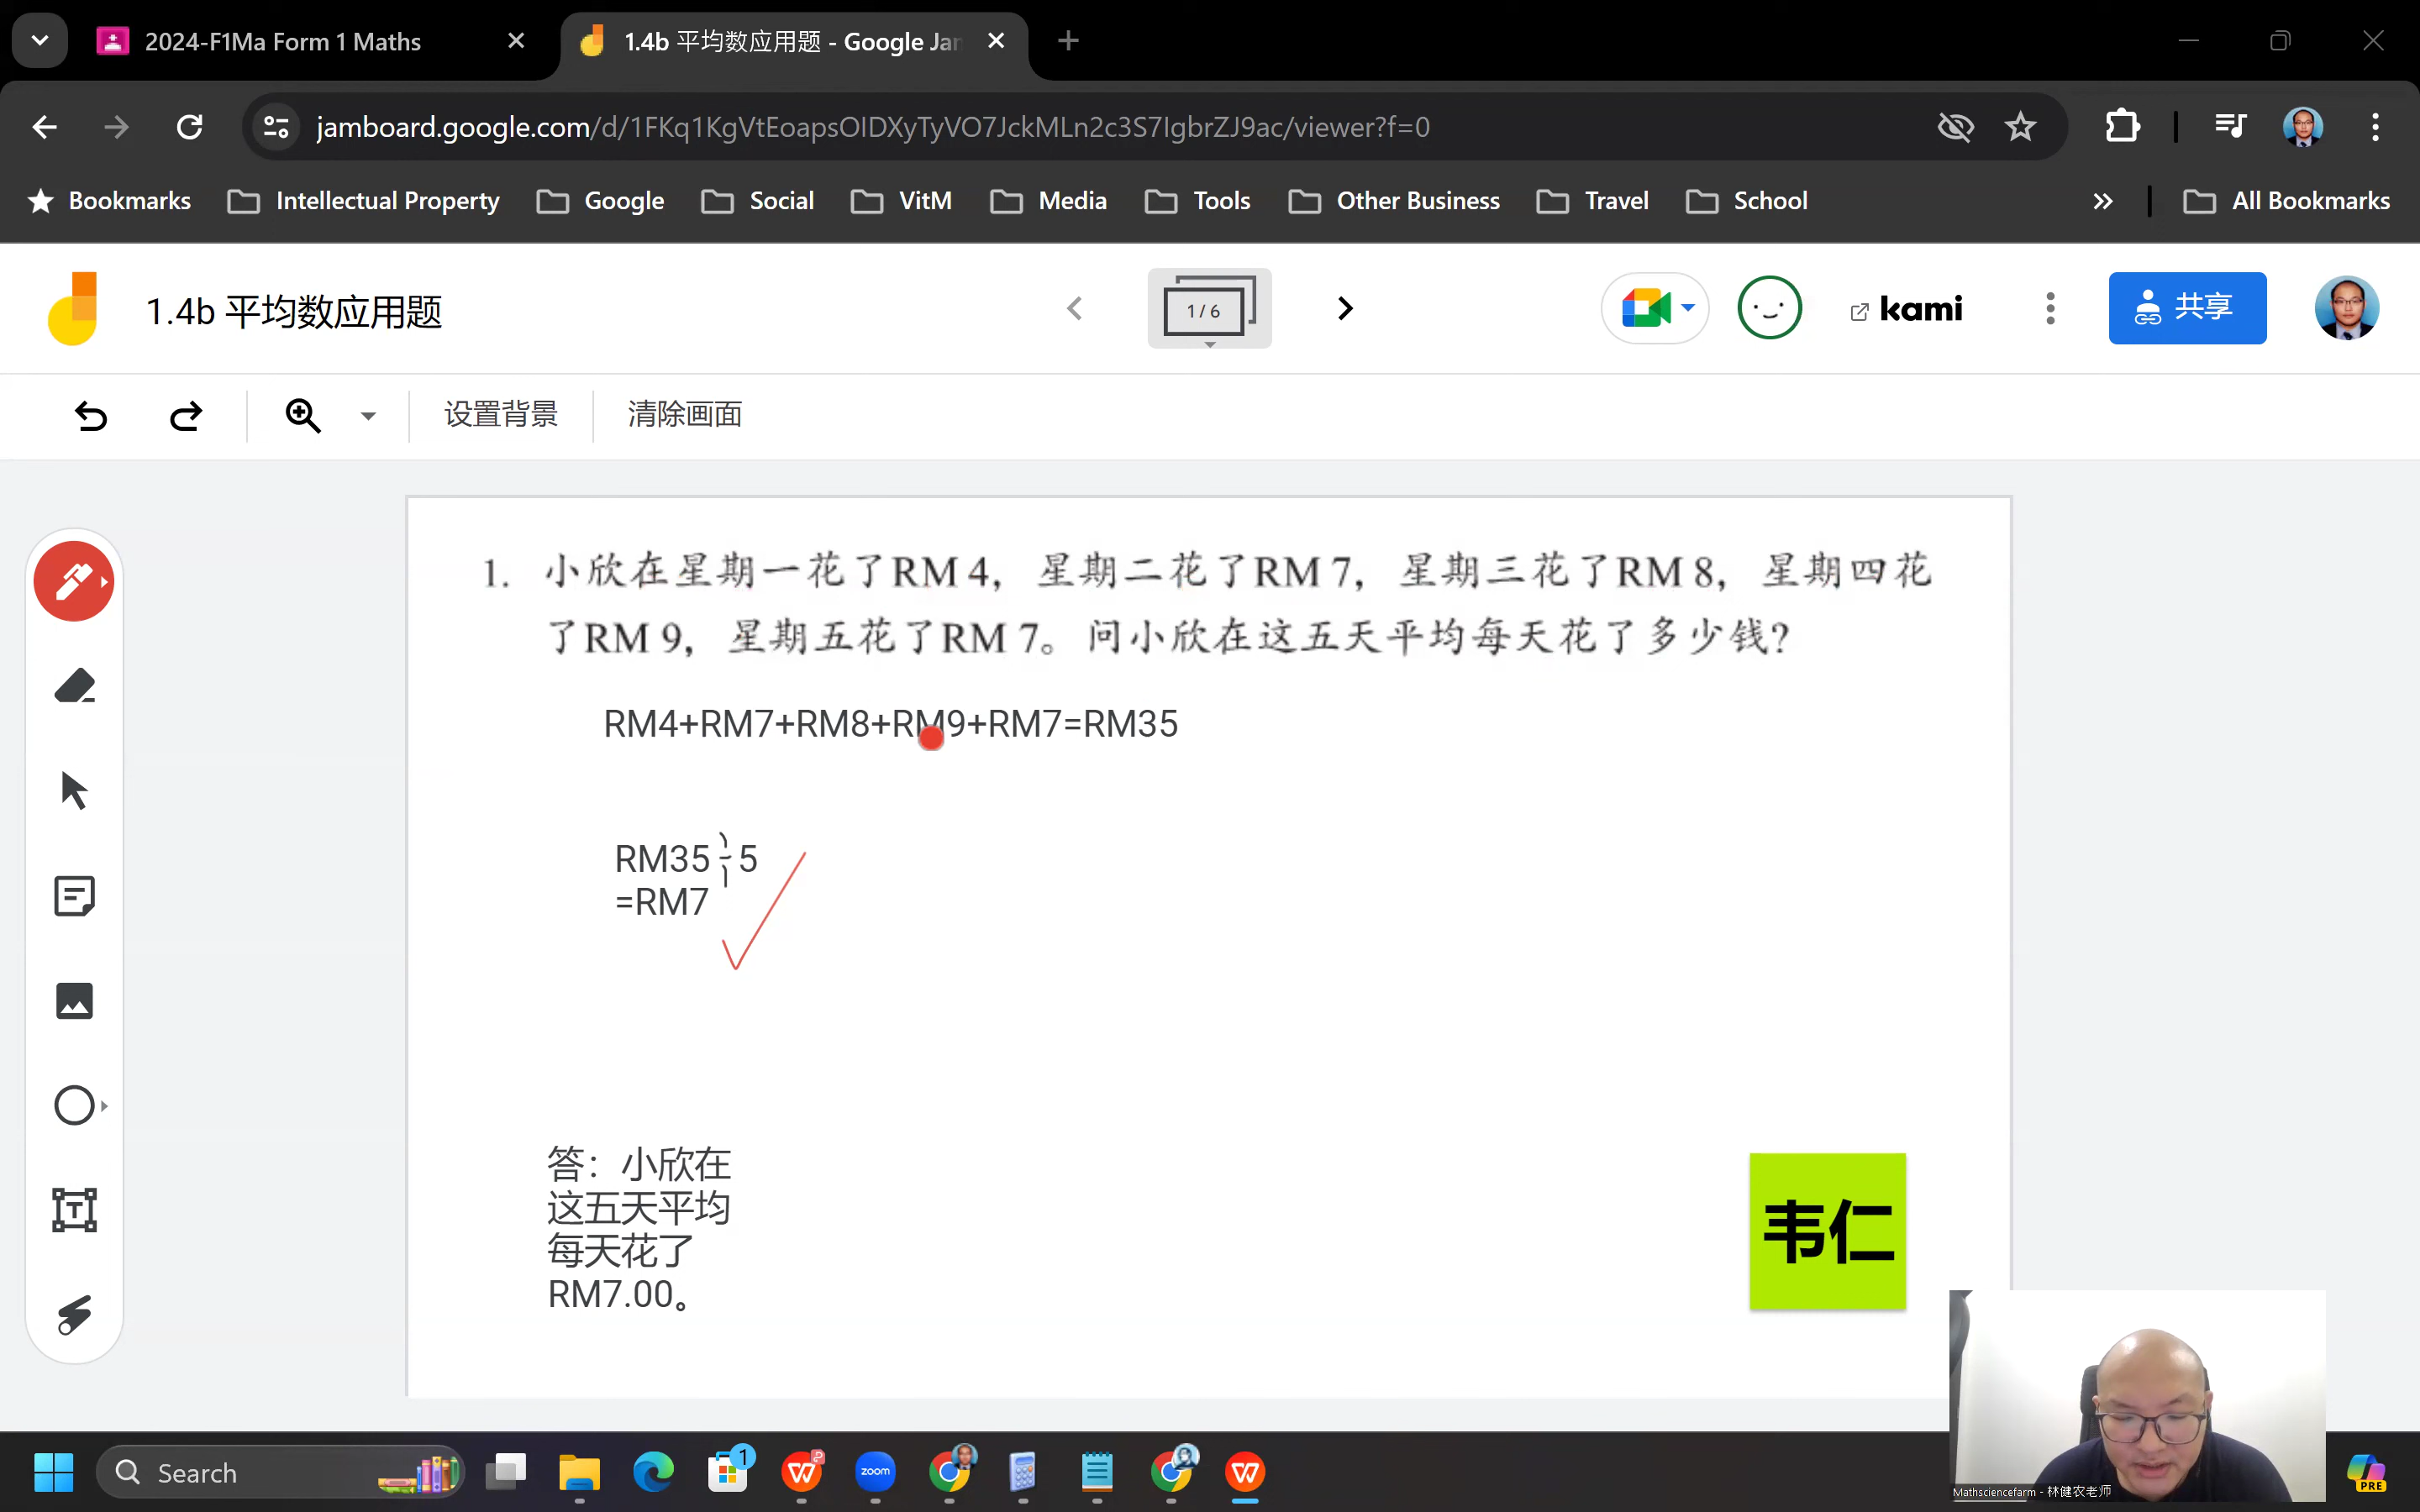 2024-F1Ma Form 1 Maths
1.4b 平均数应用题 - Google Jam
jamboard.google.com/d/1FKq1KgVtEoapsOIDXyTyVO7JckMLn2c3S7IgbrZJ9ac/viewer?f=0
Bookmarks Intellectual Property Google Social VitM Media Tools Other Business Travel School » All Bookmarks
1.4b 平均数应用题
1 / 6
kami
共享
设置背景 清除画面
1. 小欣在星期一花了RM 4，星期二花了RM 7，星期三花了RM 8，星期四花
了RM 9，星期五花了RM 7。问小欣在这五天平均每天花了多少钱？
RM4+RM7+RM8+RM9+RM7=RM35
RM35÷5
=RM7
答：小欣在
这五天平均
每天花了
RM7.00。
韦仁
Mathsciencefarm - 林健农老师
Search
1
zoom
PRE